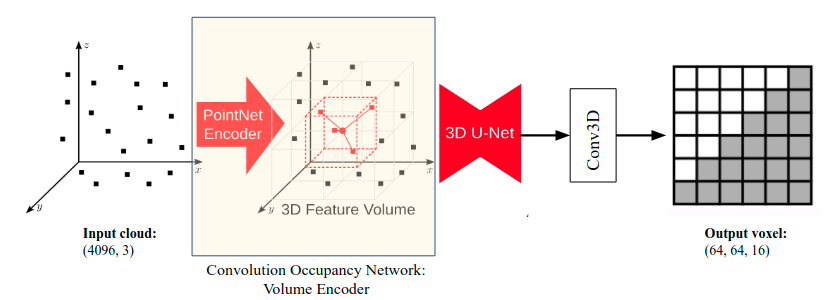 z
x
y
Input cloud:
(4096, 3)
PointNet
Encoder
z
x
y
3D Feature Volume
Convolution Occupancy Network:
Volume Encoder
3D U-Net
Conv3D
Output voxel:
(64, 64, 16)